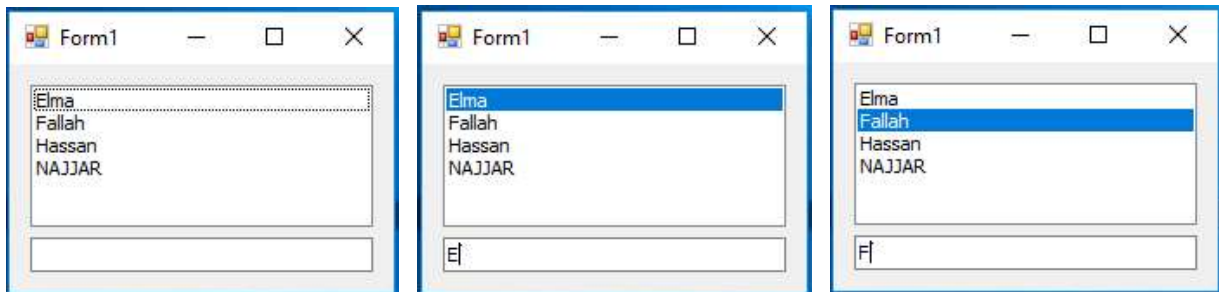 Form1
Elma
Fallah
Hassan
NAJJAR
Form1
Elma
Fallah
Hassan
NAJJAR
E
Form1
Elma
Fallah
Hassan
NAJJAR
F